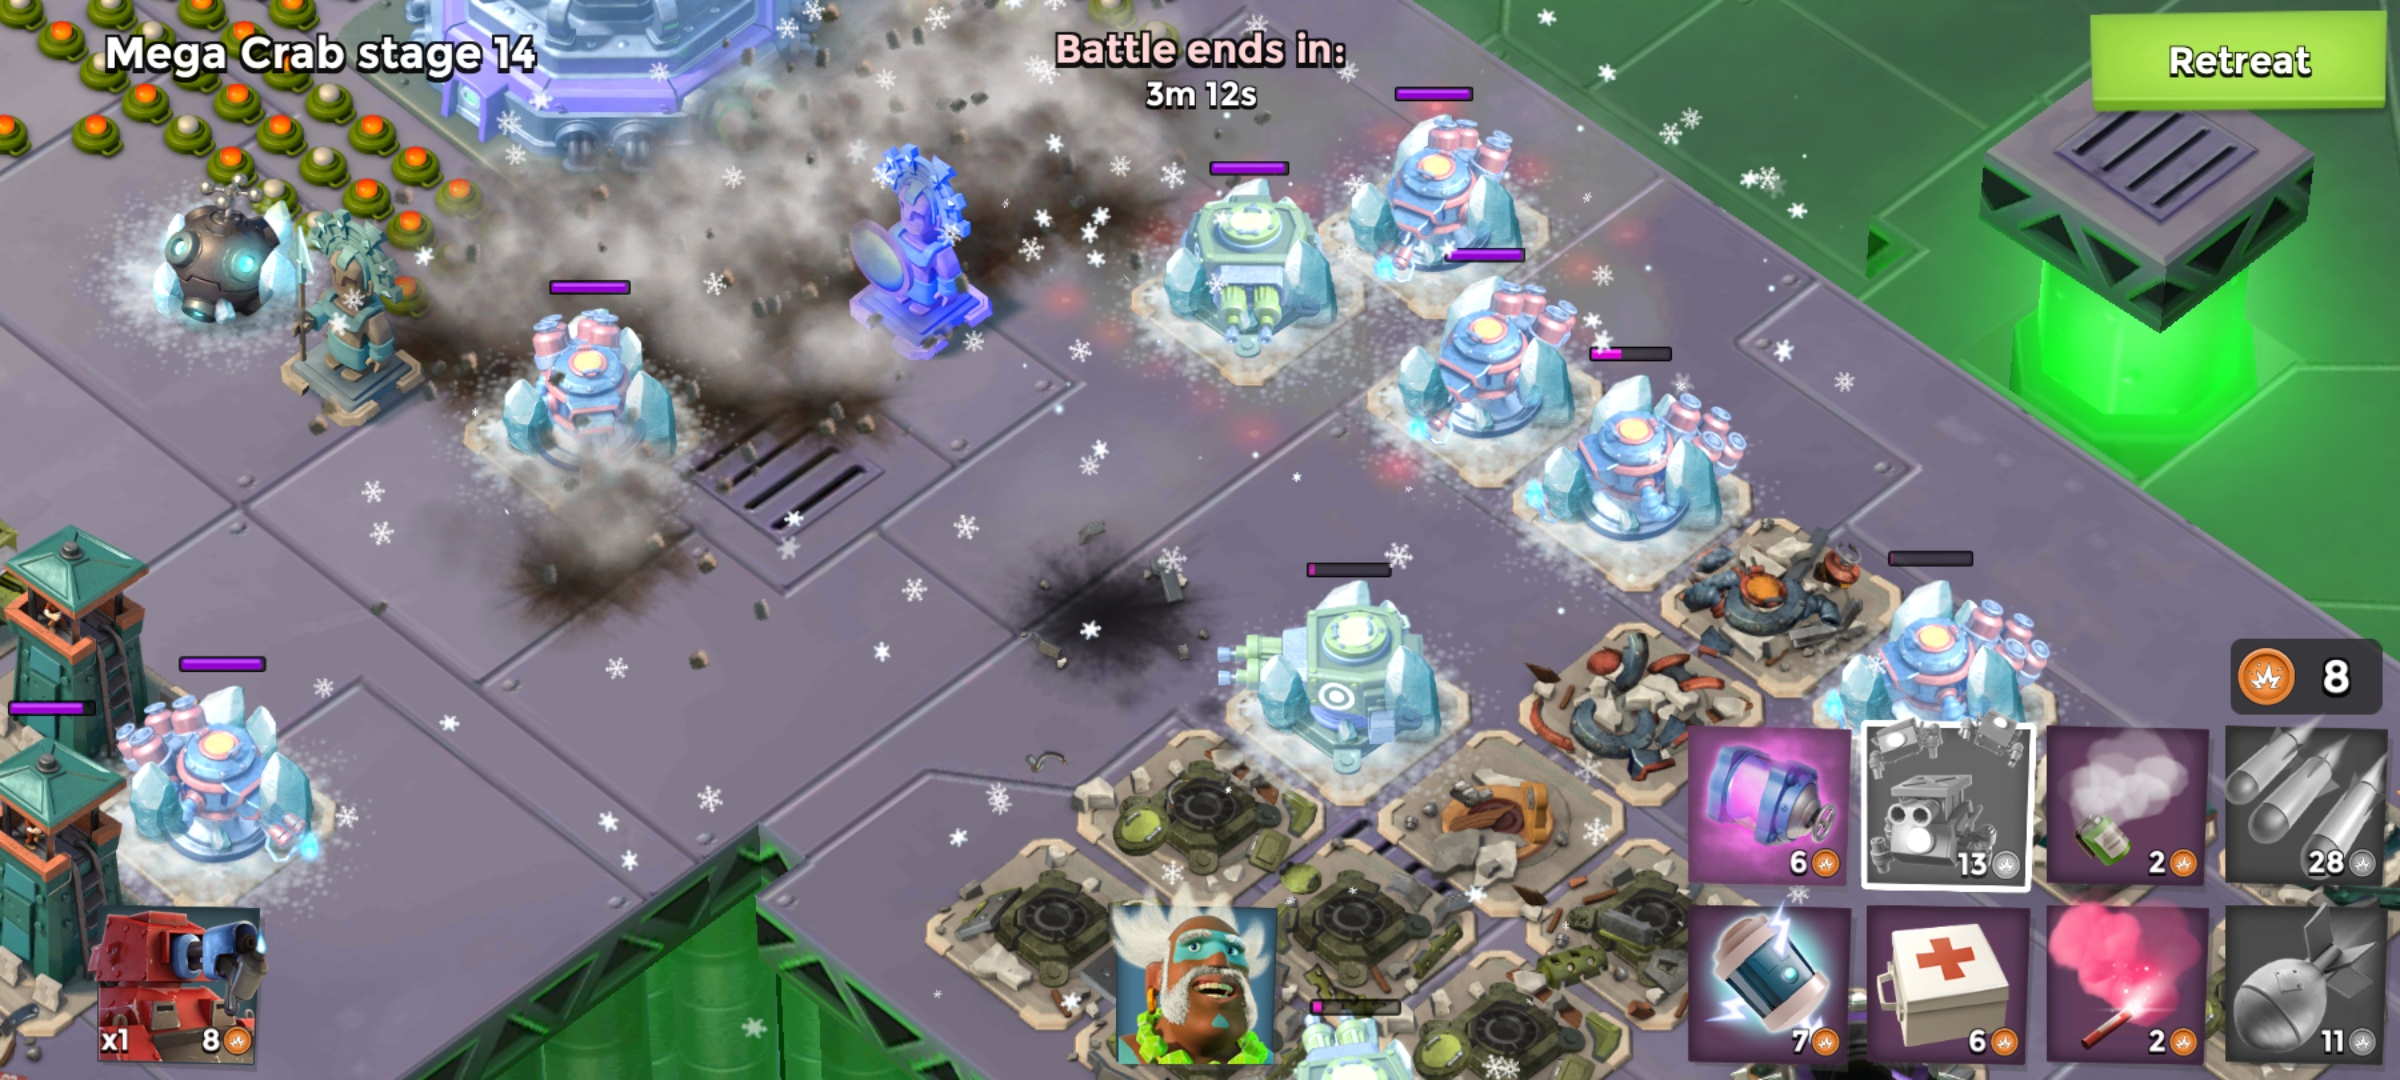 Mega Crab stage 14
Battle ends in:
3m 12s
Retreat
8
6
13
2
28
x1
8
7
6
2
11